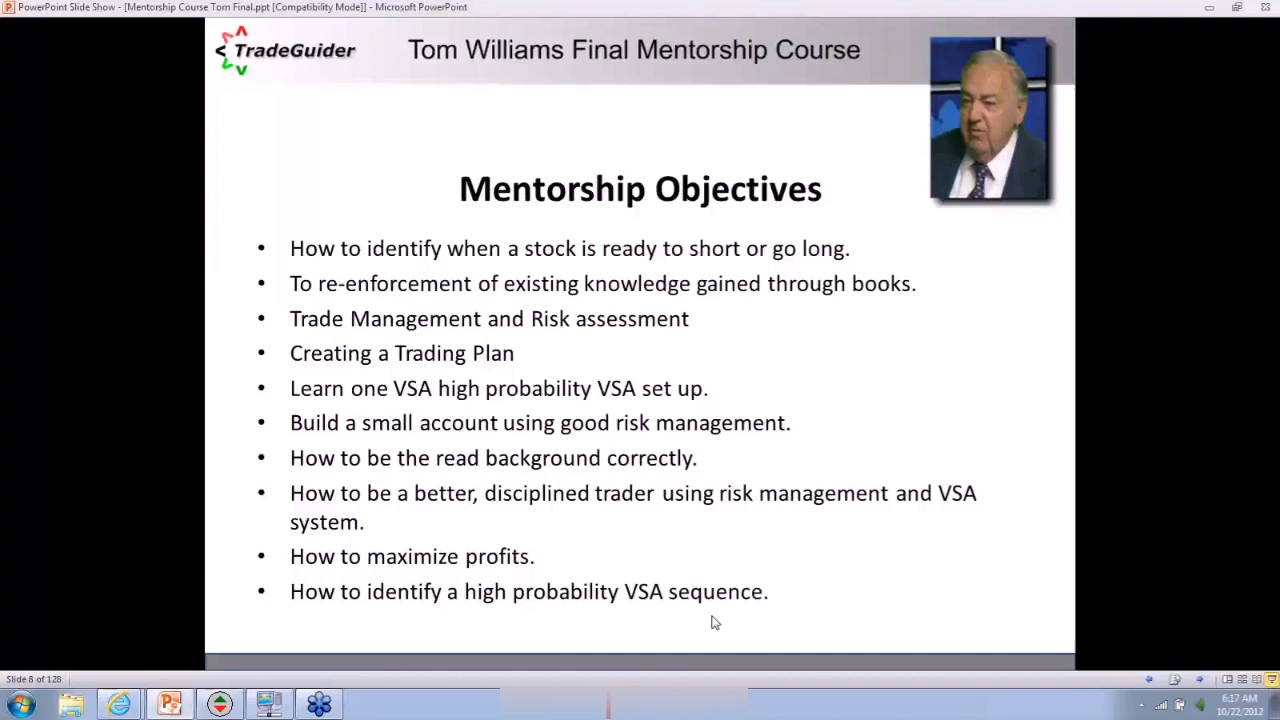 PowerPoint Slide Show - [Mentorship Course Tom Final.ppt [Compatibility Mode]] - Microsoft PowerPoint
TradeGuider
Tom Williams Final Mentorship Course
Mentorship Objectives
• How to identify when a stock is ready to short or go long.
• To re-enforcement of existing knowledge gained through books.
• Trade Management and Risk assessment
• Creating a Trading Plan
• Learn one VSA high probability VSA set up.
• Build a small account using good risk management.
• How to be the read background correctly.
• How to be a better, disciplined trader using risk management and VSA
system.
• How to maximize profits.
• How to identify a high probability VSA sequence.
Slide 8 of 128
6:17 AM
10/22/2012